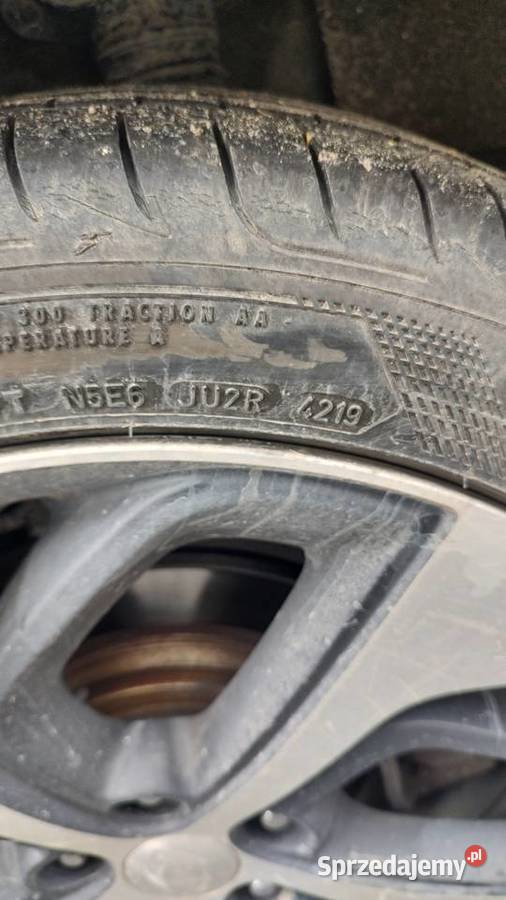 300 TRACTION AA
PERATURE A
T N5E6 JU2R 4219
Sprzedajemy.pl